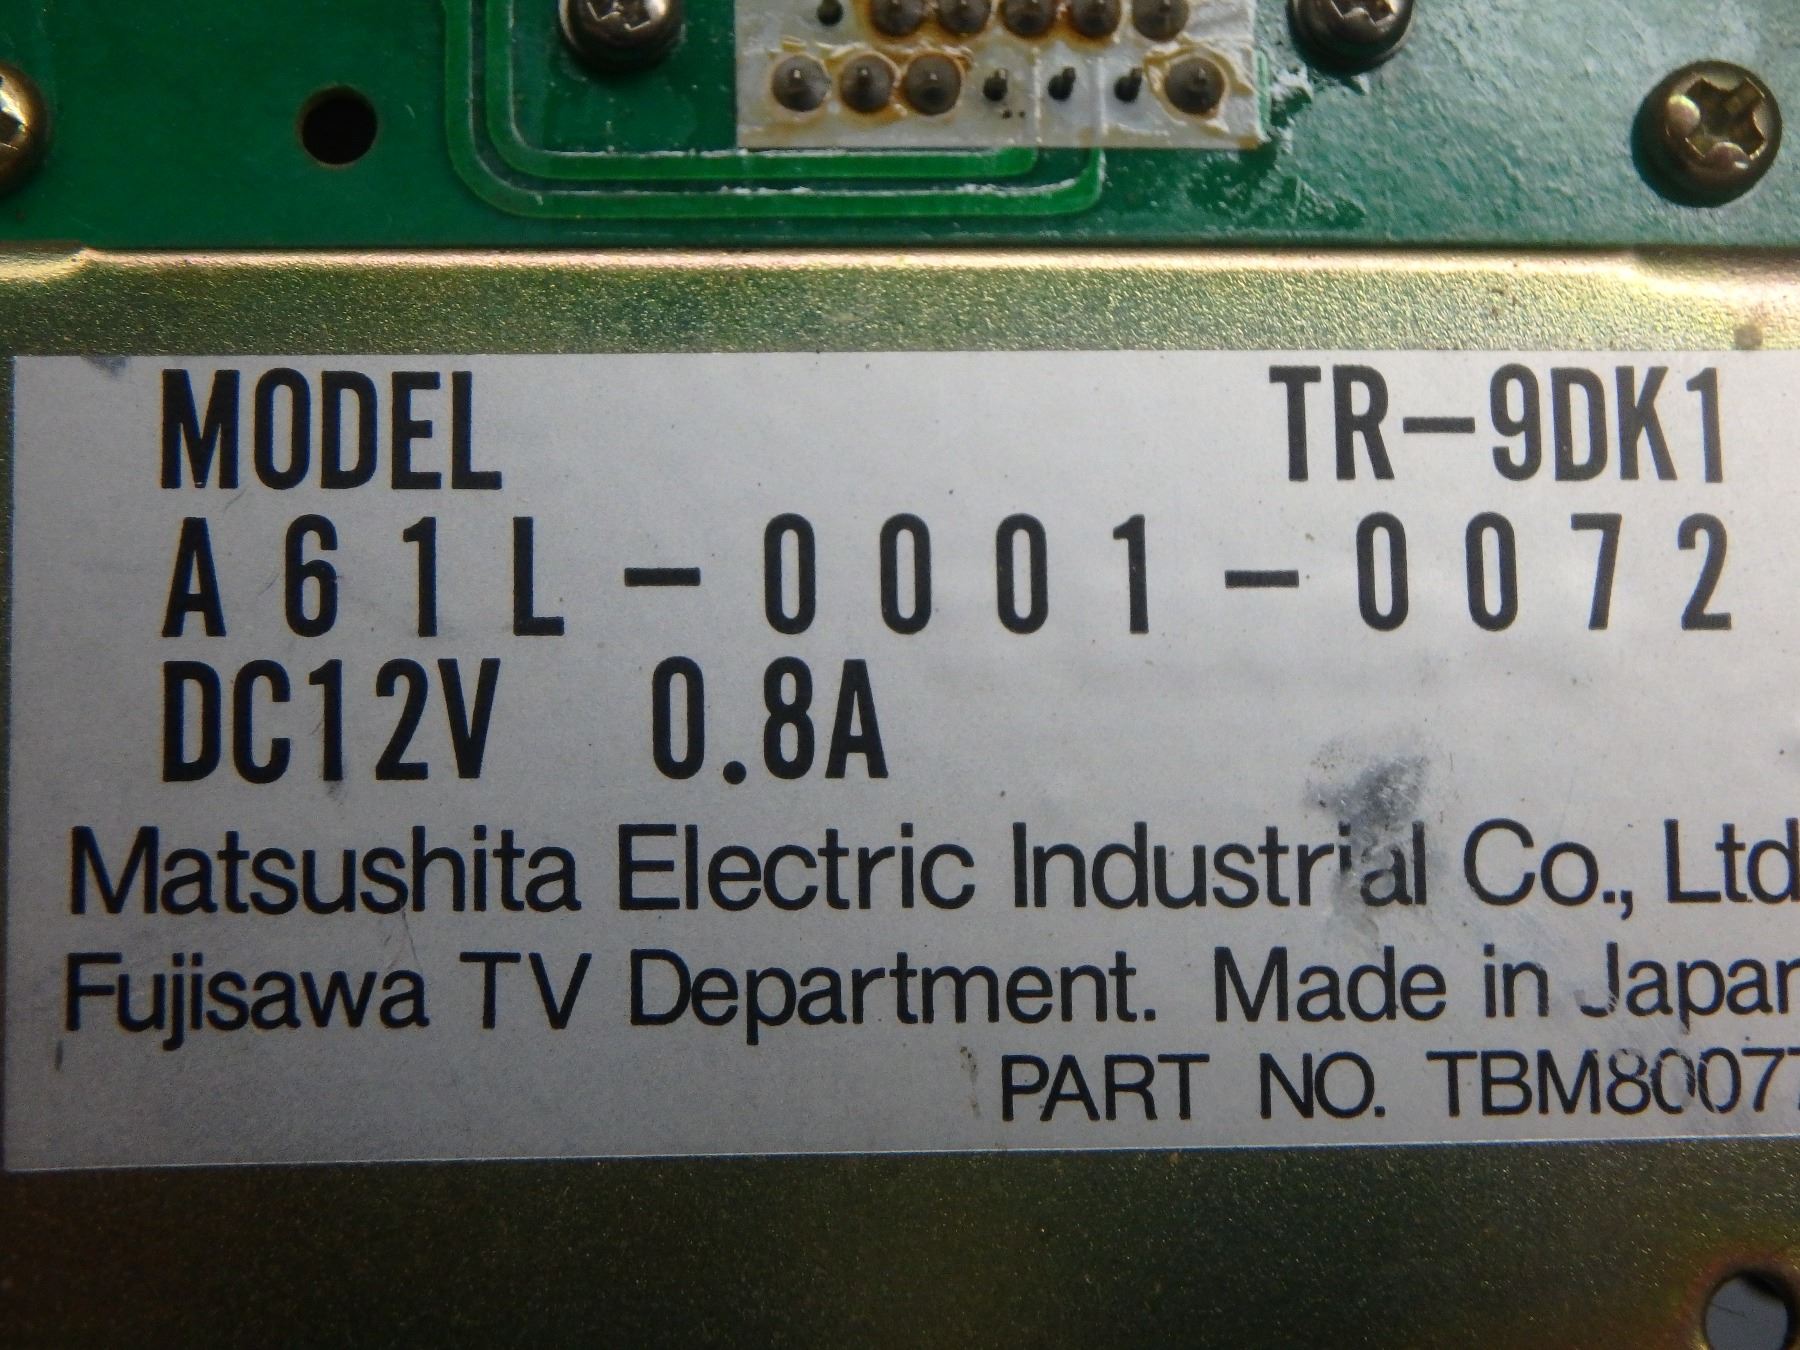 MODEL TR-9DK1
A61L-0001-0072
DC12V 0.8A
Matsushita Electric Industrial Co., Ltd
Fujisawa TV Department. Made in Japan
PART NO. TBM80077